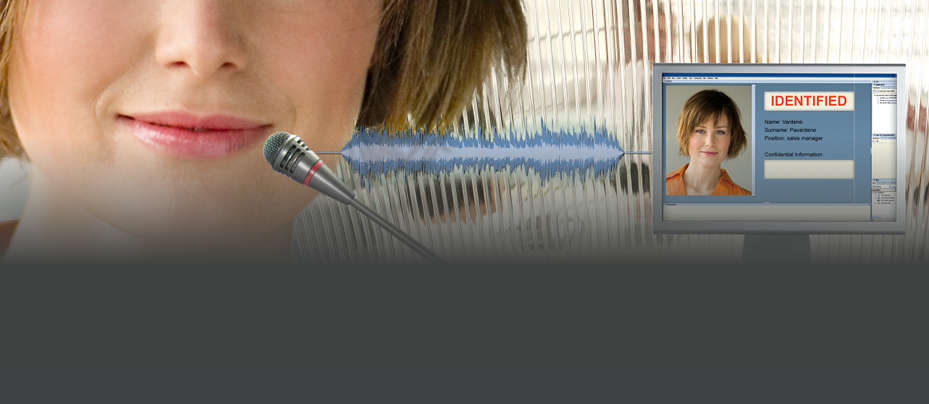 IDENTIFIED
Name: Vardene
Surname: Pavardene
Position: sales manager
Confidential information